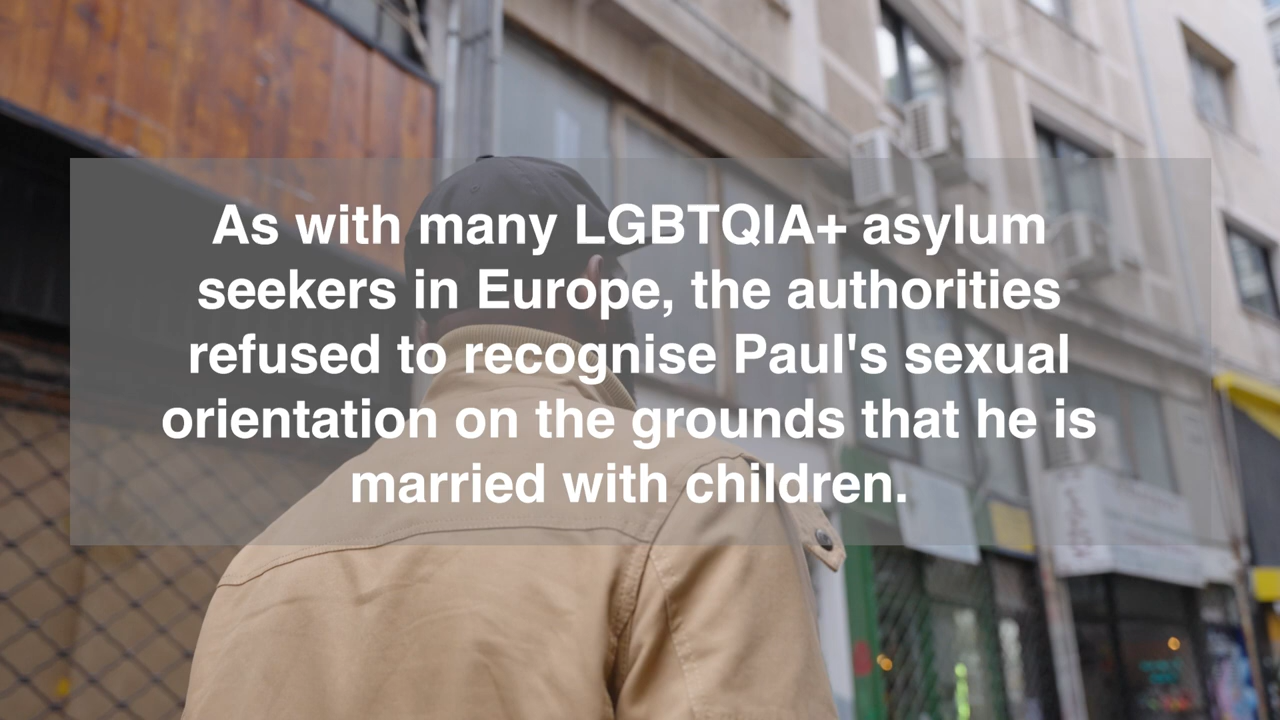 As with many LGBTQIA+ asylum
seekers in Europe, the authorities
refused to recognise Paul's sexual
orientation on the grounds that he is
married with children.